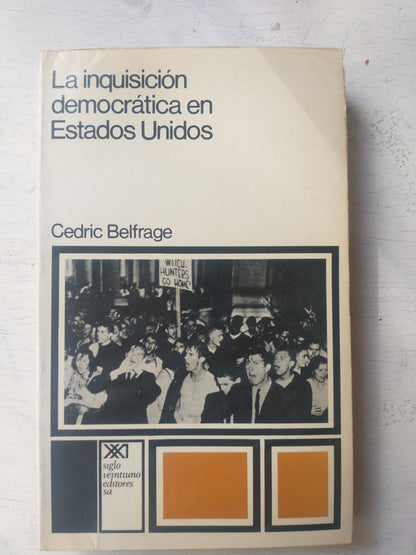 La inquisición
democrática en
Estados Unidos
Cedric Belfrage
WITCH-
HUNTERS
GO HOME!
siglo
veintiuno
editores
sa